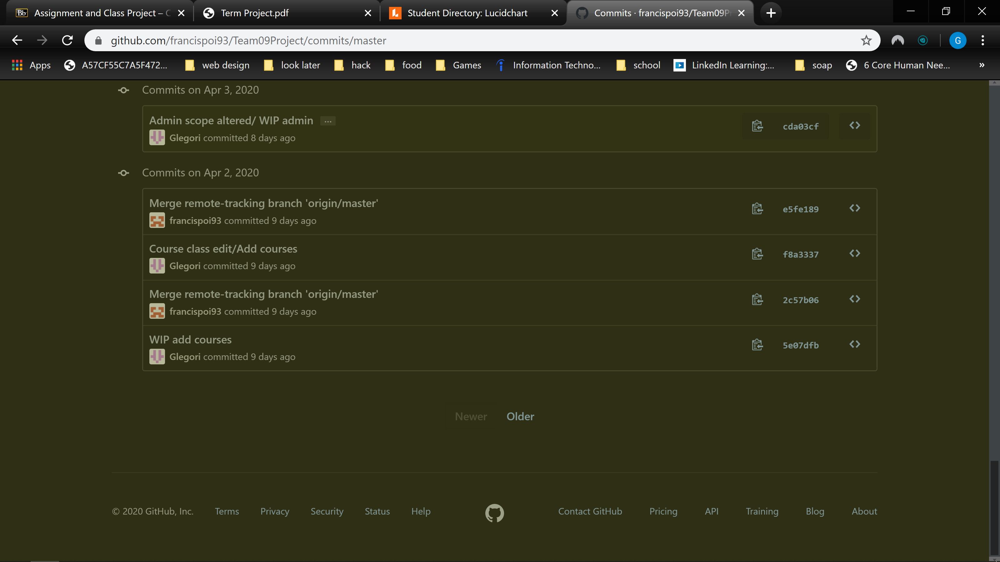 Bb Assignment and Class Project – C
Term Project.pdf
Student Directory: Lucidchart
Commits · francispoi93/Team09Pr
github.com/francispoi93/Team09Project/commits/master
G
Apps
A57CF55C7A5F472...
web design
look later
hack
food
Games
Information Techno...
school
LinkedIn Learning:...
soap
6 Core Human Nee...
»
Commits on Apr 3, 2020
Admin scope altered/ WIP admin ...
cda03cf
Glegori committed 8 days ago
Commits on Apr 2, 2020
Merge remote-tracking branch 'origin/master'
e5fe189
francispoi93 committed 9 days ago
Course class edit/Add courses
f8a3337
Glegori committed 9 days ago
Merge remote-tracking branch 'origin/master'
2c57b06
francispoi93 committed 9 days ago
WIP add courses
5e07dfb
Glegori committed 9 days ago
Newer Older
© 2020 GitHub, Inc. Terms Privacy Security Status Help Contact GitHub Pricing API Training Blog About